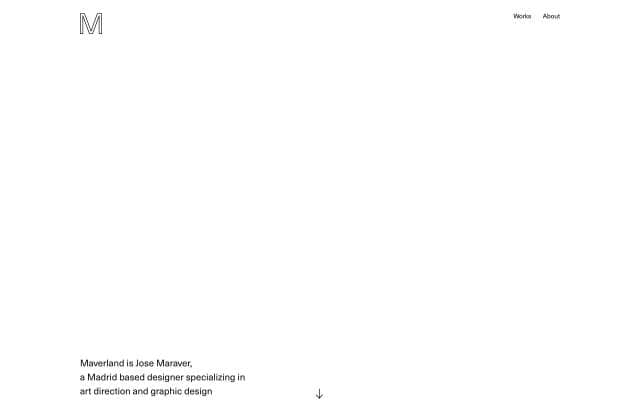 M
Works About
Maverland is Jose Maraver,
a Madrid based designer specializing in
art direction and graphic design